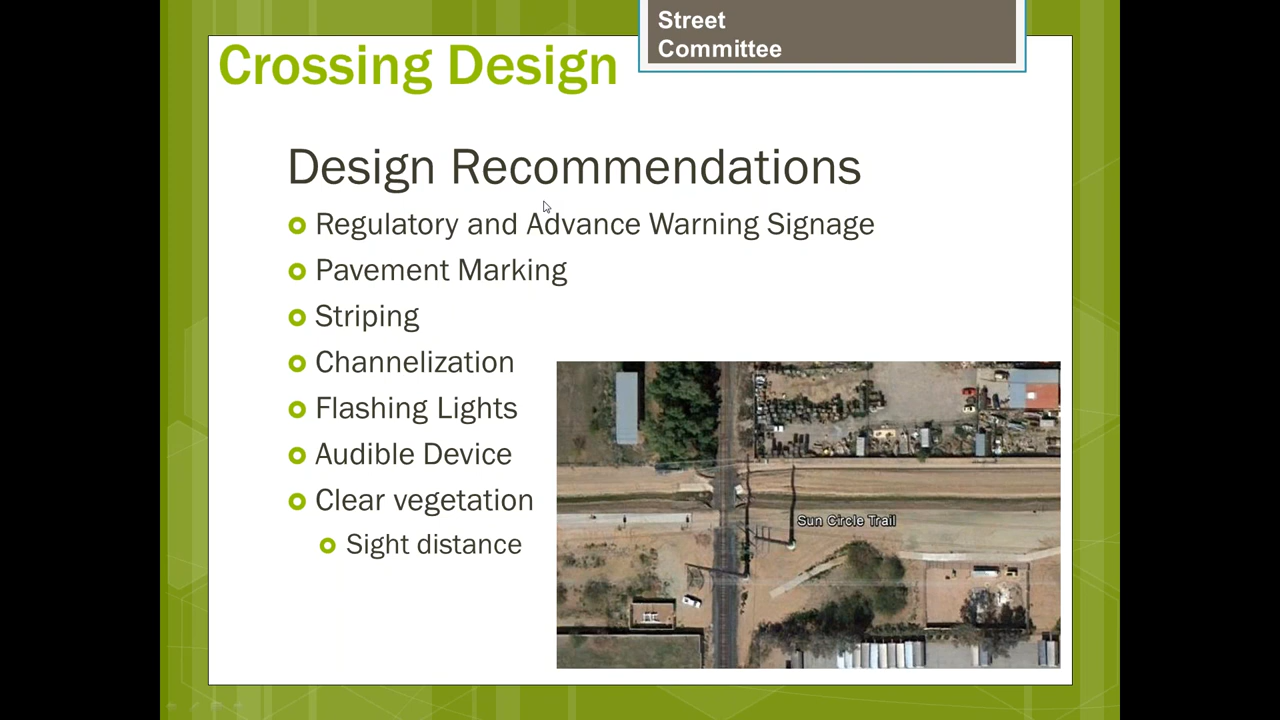 Street
Committee
Crossing Design
Design Recommendations
Regulatory and Advance Warning Signage
Pavement Marking
Striping
Channelization
Flashing Lights
Audible Device
Clear vegetation
Sight distance
Sun Circle Trail